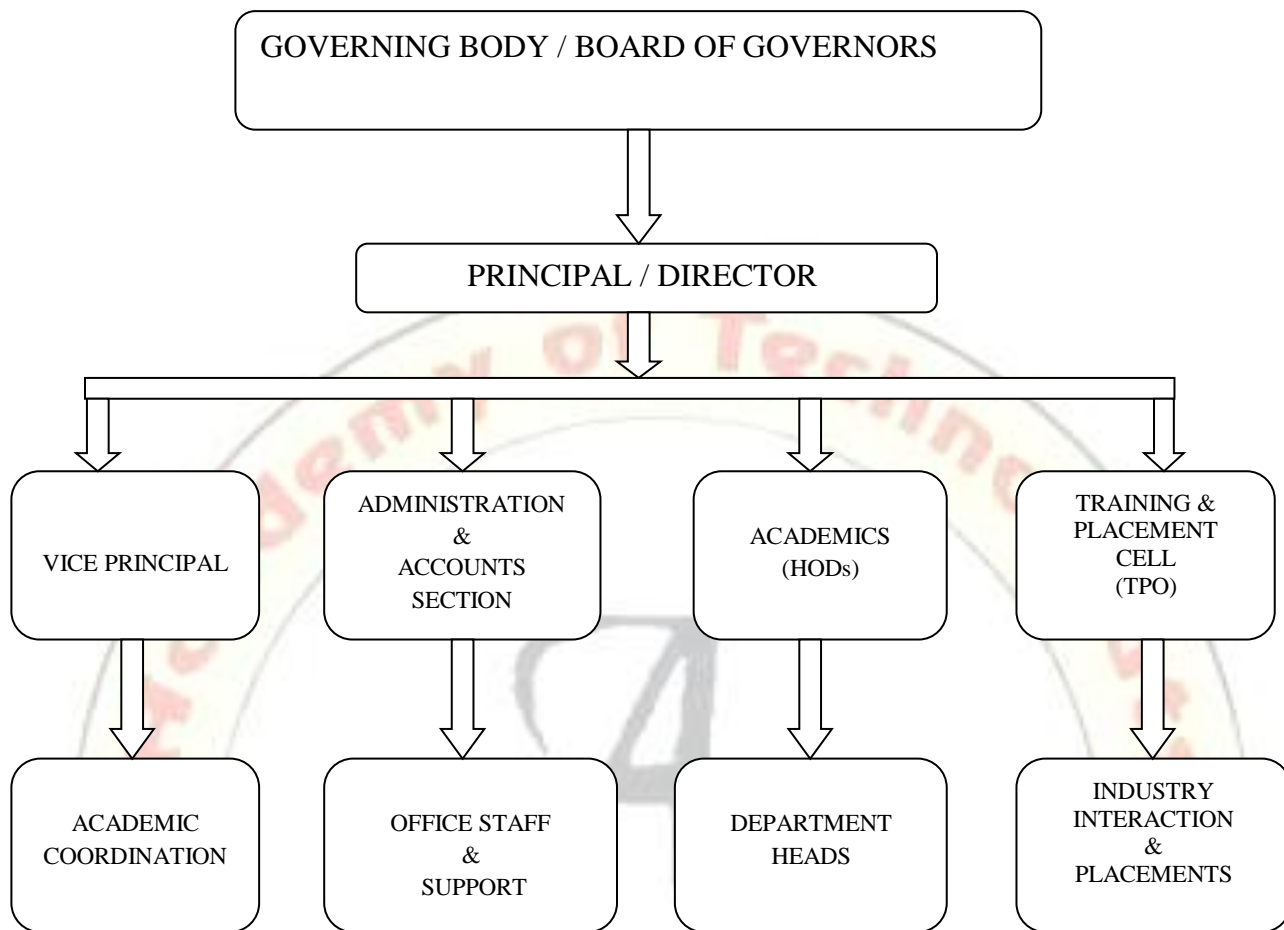 GOVERNING BODY / BOARD OF GOVERNORS
PRINCIPAL / DIRECTOR
VICE PRINCIPAL
ADMINISTRATION
&
ACCOUNTS
SECTION
ACADEMICS
(HODs)
TRAINING &
PLACEMENT
CELL
(TPO)
ACADEMIC
COORDINATION
OFFICE STAFF
&
SUPPORT
DEPARTMENT
HEADS
INDUSTRY
INTERACTION
&
PLACEMENTS
of